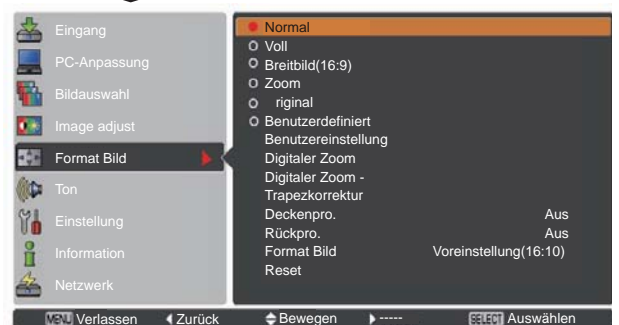 Eingang
PC-Anpassung
Bildauswahl
Image adjust
Format Bild
Ton
Einstellung
Information
Netzwerk
Normal
Voll
Breitbild(16:9)
Zoom
riginal
Benutzerdefiniert
Benutzereinstellung
Digitaler Zoom
Digitaler Zoom -
Trapezkorrektur
Deckenpro. Aus
Rückpro. Aus
Format Bild Voreinstellung(16:10)
Reset
MENU Verlassen Zurück Bewegen ----- SELECT Auswählen